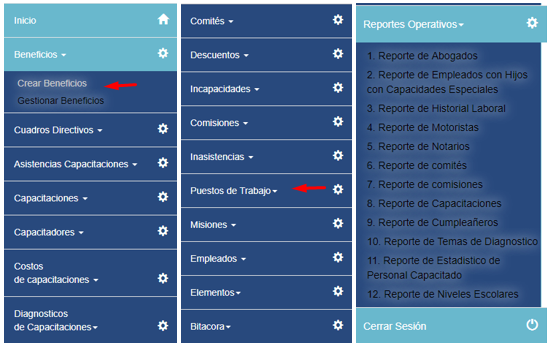 Inicio
Beneficios
Crear Beneficios
Gestionar Beneficios
Cuadros Directivos
Asistencias Capacitaciones
Capacitaciones
Capacitadores
Costos
de capacitaciones
Diagnosticos
de Capacitaciones
Comités
Descuentos
Incapacidades
Comisiones
Inasistencias
Puestos de Trabajo
Misiones
Empleados
Elementos
Bitacora
Reportes Operativos
1. Reporte de Abogados
2. Reporte de Empleados con Hijos
con Capacidades Especiales
3. Reporte de Historial Laboral
4. Reporte de Motoristas
5. Reporte de Notarios
6. Reporte de comités
7. Reporte de comisiones
8. Reporte de Capacitaciones
9. Reporte de Cumpleañeros
10. Reporte de Temas de Diagnostico
11. Reporte de Estadistico de
Personal Capacitado
12. Reporte de Niveles Escolares
Cerrar Sesión